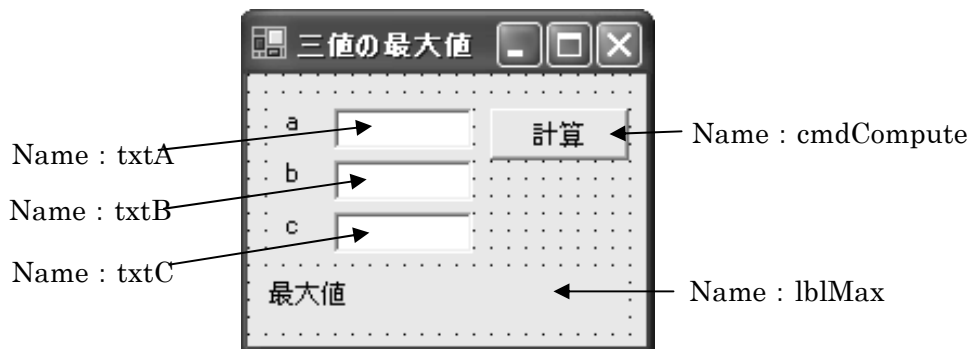 三値の最大値
a
計算
Name：cmdCompute
Name：txtA
b
Name：txtB
c
Name：txtC
最大値
Name：lblMax